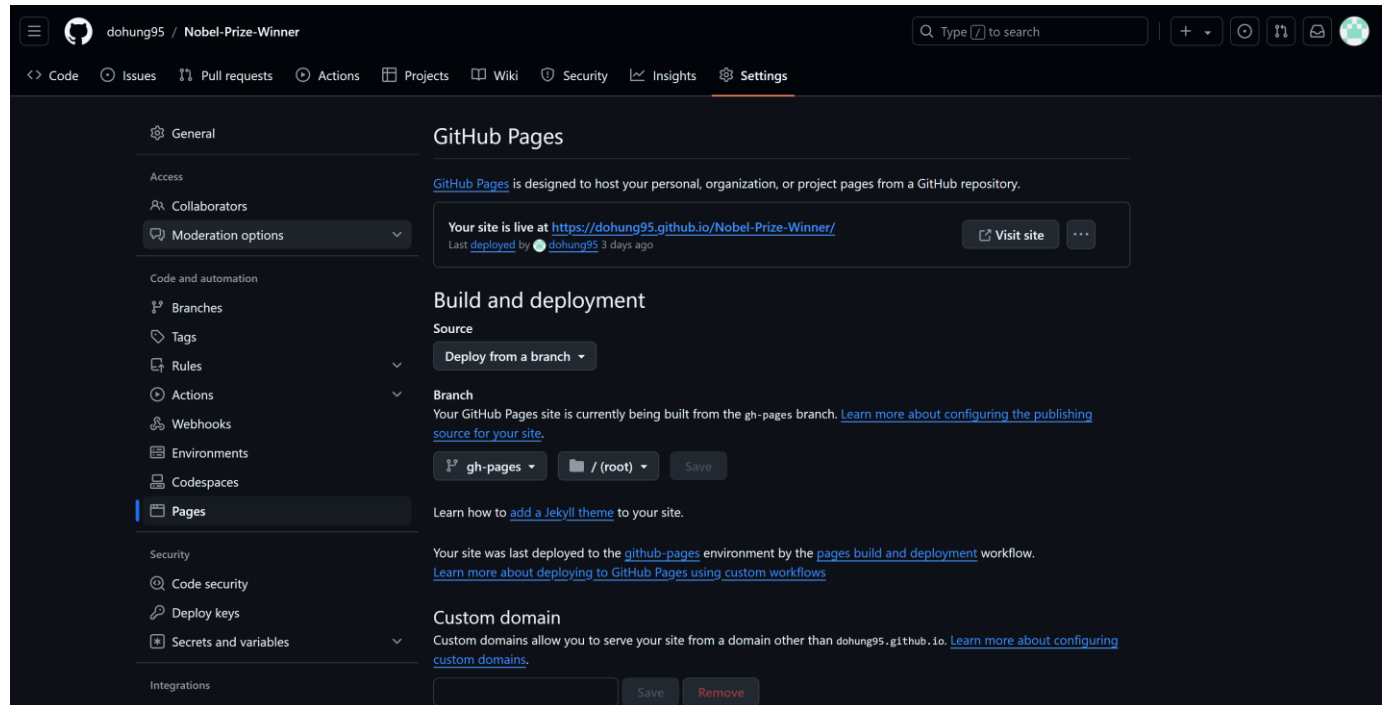 dohung95 / Nobel-Prize-Winner
Type / to search
Code
Issues
Pull requests
Actions
Projects
Wiki
Security
Insights
Settings
General
Access
Collaborators
Moderation options
Code and automation
Branches
Tags
Rules
Actions
Webhooks
Environments
Codespaces
Pages
Security
Code security
Deploy keys
Secrets and variables
Integrations
GitHub Pages
GitHub Pages is designed to host your personal, organization, or project pages from a GitHub repository.
Your site is live at https://dohung95.github.io/Nobel-Prize-Winner/
Last deployed by dohung95 3 days ago
Visit site
Build and deployment
Source
Deploy from a branch
Branch
Your GitHub Pages site is currently being built from the gh-pages branch. Learn more about configuring the publishing
source for your site.
gh-pages
/ (root)
Save
Learn how to add a Jekyll theme to your site.
Your site was last deployed to the github-pages environment by the pages build and deployment workflow.
Learn more about deploying to GitHub Pages using custom workflows
Custom domain
Custom domains allow you to serve your site from a domain other than dohung95.github.io. Learn more about configuring
custom domains.
Save
Remove